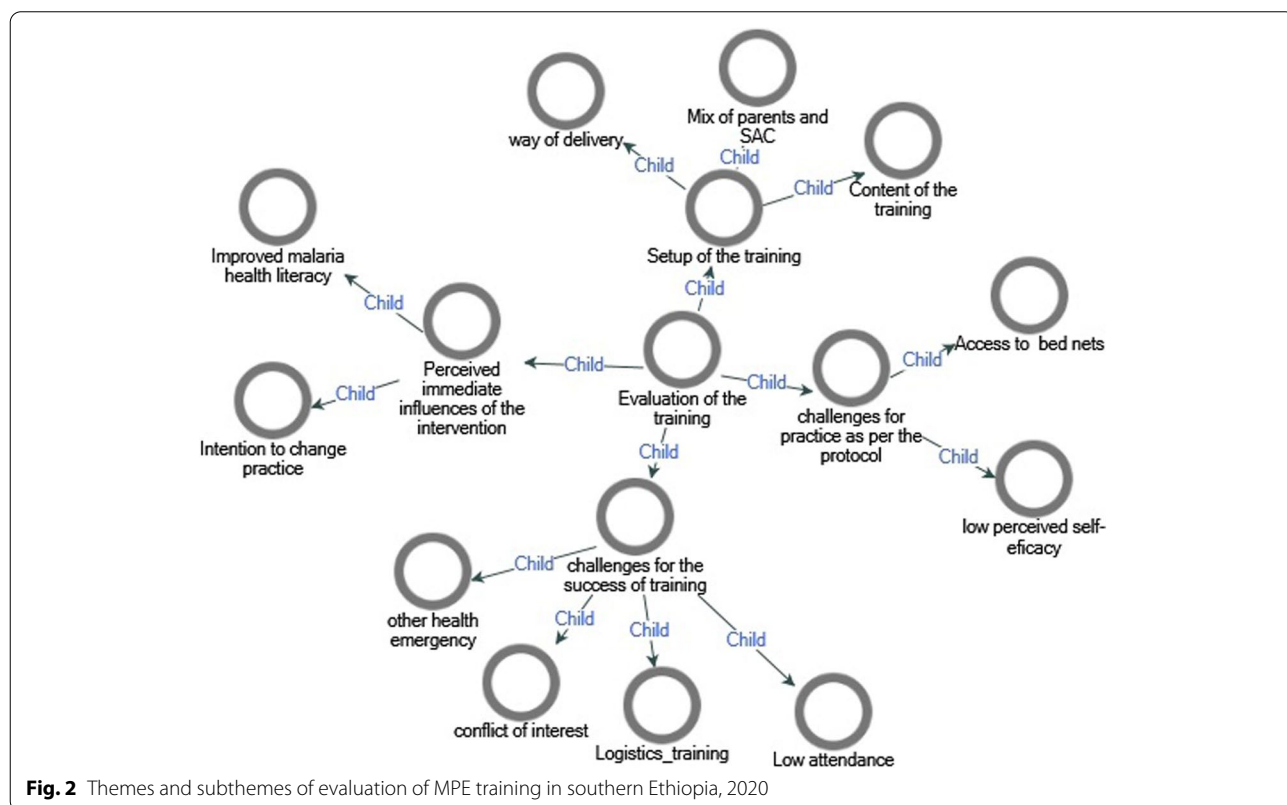 Mix of parents and
SAC
way of delivery
Child
Child
Child
Content of the
training
Setup of the training
Improved malaria
health literacy
Child
Child
Access to  bed nets
Child
Perceived
immediate
influences of the
intervention
Child
Evaluation of the
training
Child
challenges for
practice as per the
protocol
Child
Intention to change
practice
Child
Child
low perceived self-
eficacy
challenges for the
success of training
Child
other health
emergency
Child
Child
Child
conflict of interest
Logistics_training
Low attendance
Fig. 2 Themes and subthemes of evaluation of MPE training in southern Ethiopia, 2020